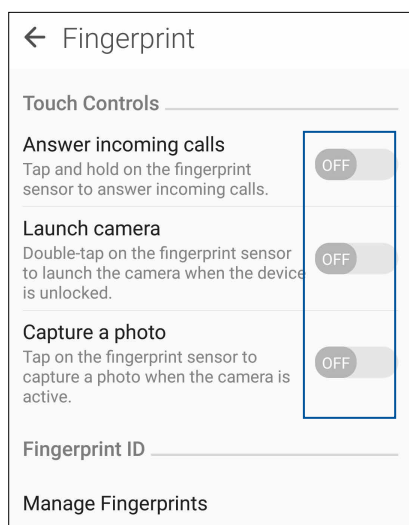 Fingerprint
Touch Controls
Answer incoming calls
Tap and hold on the fingerprint
sensor to answer incoming calls.
OFF
Launch camera
Double-tap on the fingerprint sensor
to launch the camera when the device
is unlocked.
OFF
Capture a photo
Tap on the fingerprint sensor to
capture a photo when the camera is
active.
OFF
Fingerprint ID
Manage Fingerprints